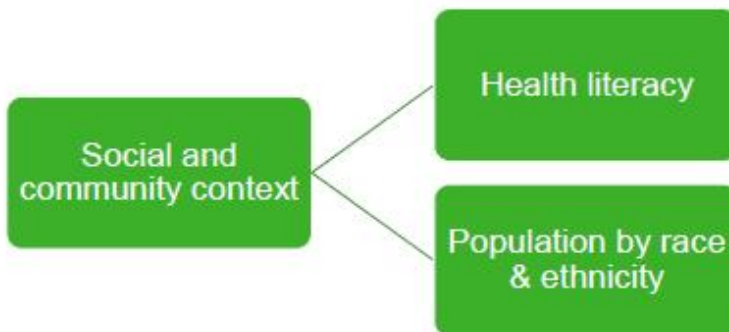 Social and
community context
Health literacy
Population by race
& ethnicity